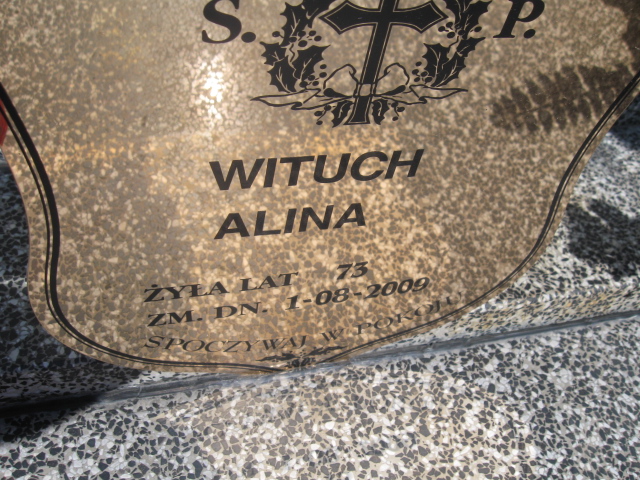 S. P.
WITUCH
ALINA
ŻYŁA LAT 73
ZM. DN. 1-08-2009
SPOCZYWAJ W POKOJU